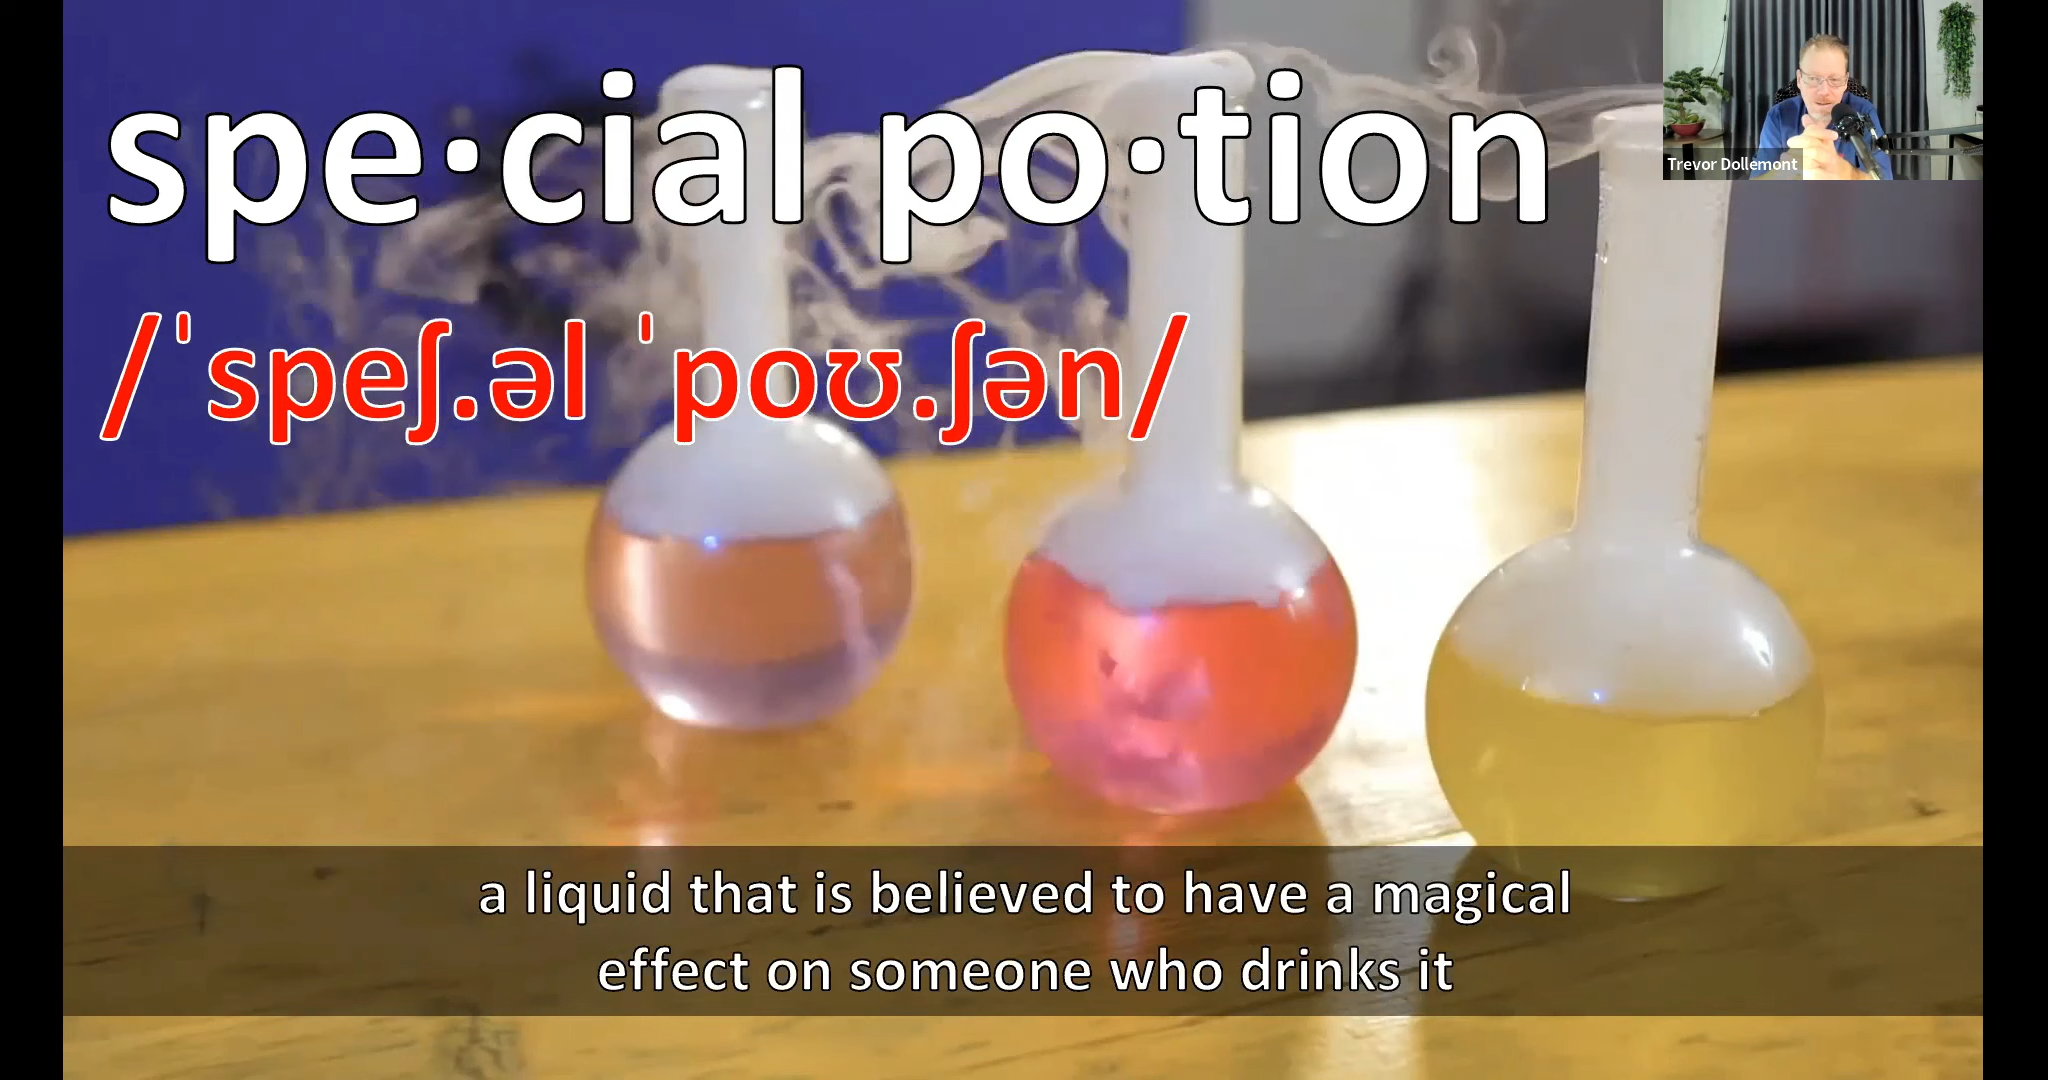 spe·cial po·tion
Trevor Dollemont
/ˈspeʃ.əl ˈpoʊ.ʃən/
a liquid that is believed to have a magical
effect on someone who drinks it